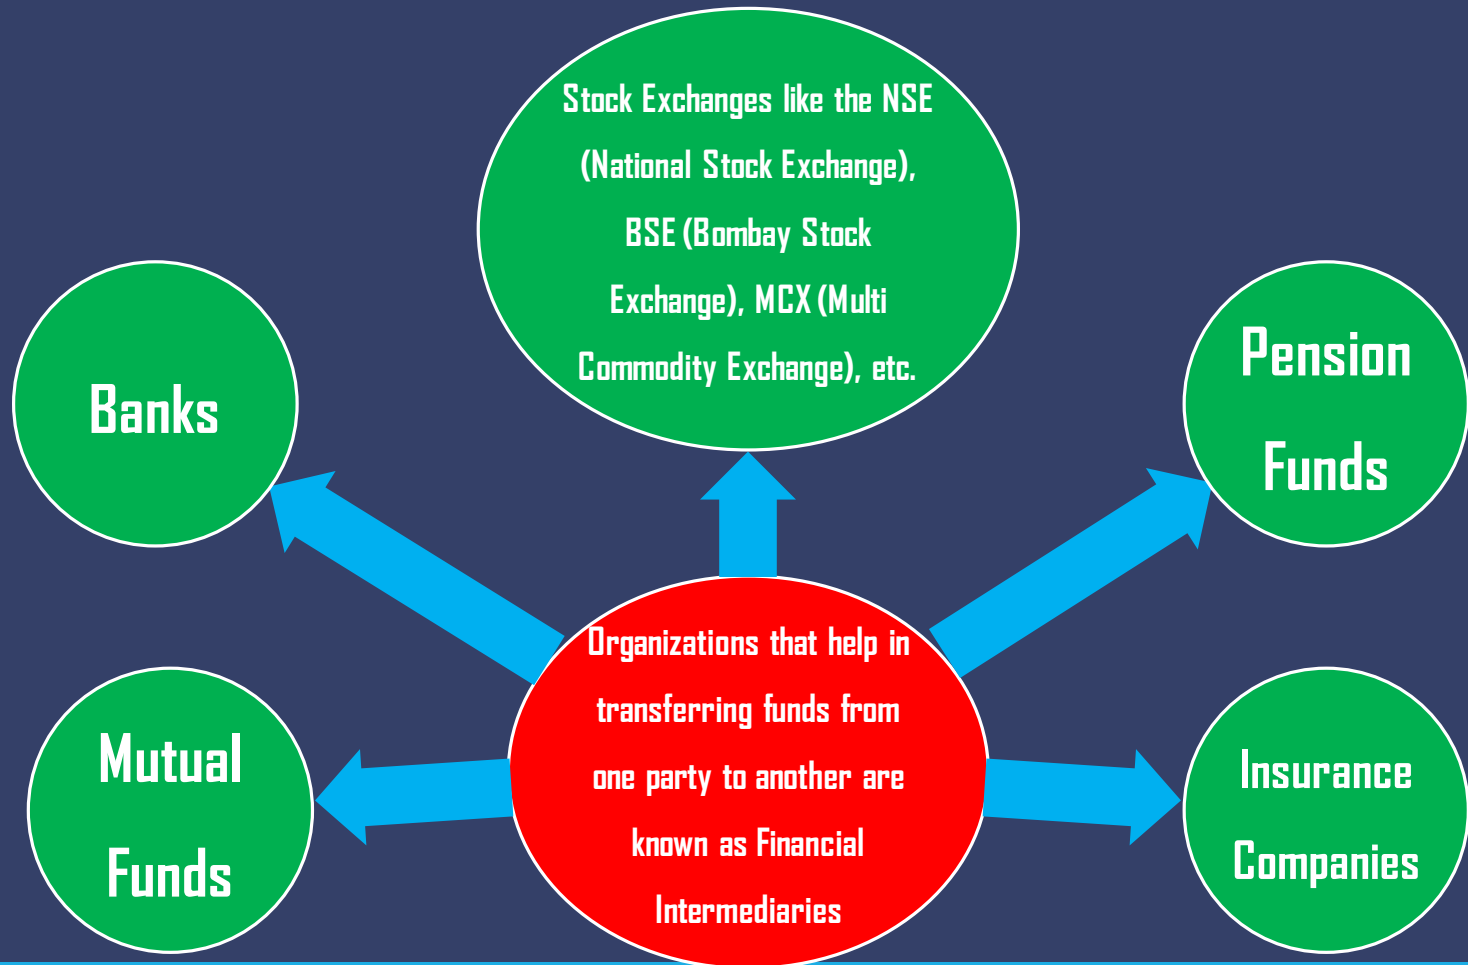 Stock Exchanges like the NSE
(National Stock Exchange),
BSE (Bombay Stock
Exchange), MCX (Multi
Commodity Exchange), etc.
Banks
Pension
Funds
Organizations that help in
transferring funds from
one party to another are
known as Financial
Intermediaries
Mutual
Funds
Insurance
Companies